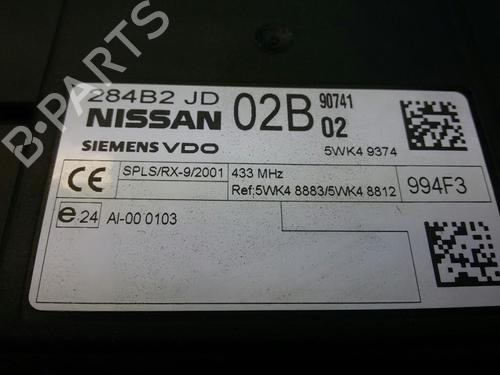 284B2 JD 02B 90741
NISSAN 02
SIEMENS VDO 5WK4 9374
CE SPLS/RX-9/2001 433 MHz 994F3
Ref:5WK4 8883/5WK4 8812
e 24 AI-00 0103
B-PARTS